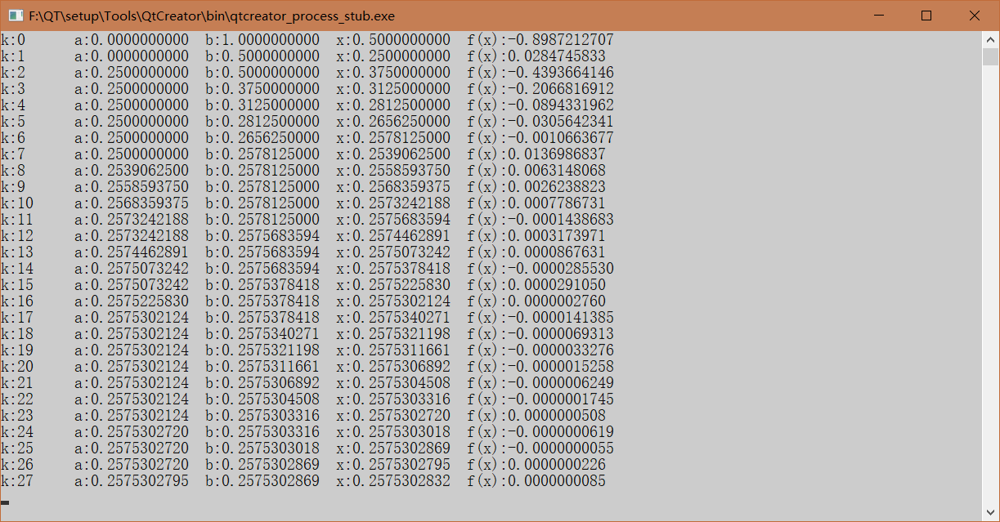 F:\QT\setup\Tools\QtCreator\bin\qtcreator_process_stub.exe
k:0 a:0.0000000000 b:1.0000000000 x:0.5000000000 f(x):-0.8987212707
k:1 a:0.0000000000 b:0.5000000000 x:0.2500000000 f(x):0.0284745833
k:2 a:0.2500000000 b:0.5000000000 x:0.3750000000 f(x):-0.4393664146
k:3 a:0.2500000000 b:0.3750000000 x:0.3125000000 f(x):-0.2066816912
k:4 a:0.2500000000 b:0.3125000000 x:0.2812500000 f(x):-0.0894331962
k:5 a:0.2500000000 b:0.2812500000 x:0.2656250000 f(x):-0.0305642341
k:6 a:0.2500000000 b:0.2656250000 x:0.2578125000 f(x):-0.0010663677
k:7 a:0.2500000000 b:0.2578125000 x:0.2539062500 f(x):0.0136986837
k:8 a:0.2539062500 b:0.2578125000 x:0.2558593750 f(x):0.0063148068
k:9 a:0.2558593750 b:0.2578125000 x:0.2568359375 f(x):0.0026238823
k:10 a:0.2568359375 b:0.2578125000 x:0.2573242188 f(x):0.0007786731
k:11 a:0.2573242188 b:0.2578125000 x:0.2575683594 f(x):-0.0001438683
k:12 a:0.2573242188 b:0.2575683594 x:0.2574462891 f(x):0.0003173971
k:13 a:0.2574462891 b:0.2575683594 x:0.2575073242 f(x):0.0000867631
k:14 a:0.2575073242 b:0.2575683594 x:0.2575378418 f(x):-0.0000285530
k:15 a:0.2575073242 b:0.2575378418 x:0.2575225830 f(x):0.0000291050
k:16 a:0.2575225830 b:0.2575378418 x:0.2575302124 f(x):0.0000002760
k:17 a:0.2575302124 b:0.2575378418 x:0.2575340271 f(x):-0.0000141385
k:18 a:0.2575302124 b:0.2575340271 x:0.2575321198 f(x):-0.0000069313
k:19 a:0.2575302124 b:0.2575321198 x:0.2575311661 f(x):-0.0000033276
k:20 a:0.2575302124 b:0.2575311661 x:0.2575306892 f(x):-0.0000015258
k:21 a:0.2575302124 b:0.2575306892 x:0.2575304508 f(x):-0.0000006249
k:22 a:0.2575302124 b:0.2575304508 x:0.2575303316 f(x):-0.0000001745
k:23 a:0.2575302124 b:0.2575303316 x:0.2575302720 f(x):0.0000000508
k:24 a:0.2575302720 b:0.2575303316 x:0.2575303018 f(x):-0.0000000619
k:25 a:0.2575302720 b:0.2575303018 x:0.2575302869 f(x):-0.0000000055
k:26 a:0.2575302720 b:0.2575302869 x:0.2575302795 f(x):0.0000000226
k:27 a:0.2575302795 b:0.2575302869 x:0.2575302832 f(x):0.0000000085